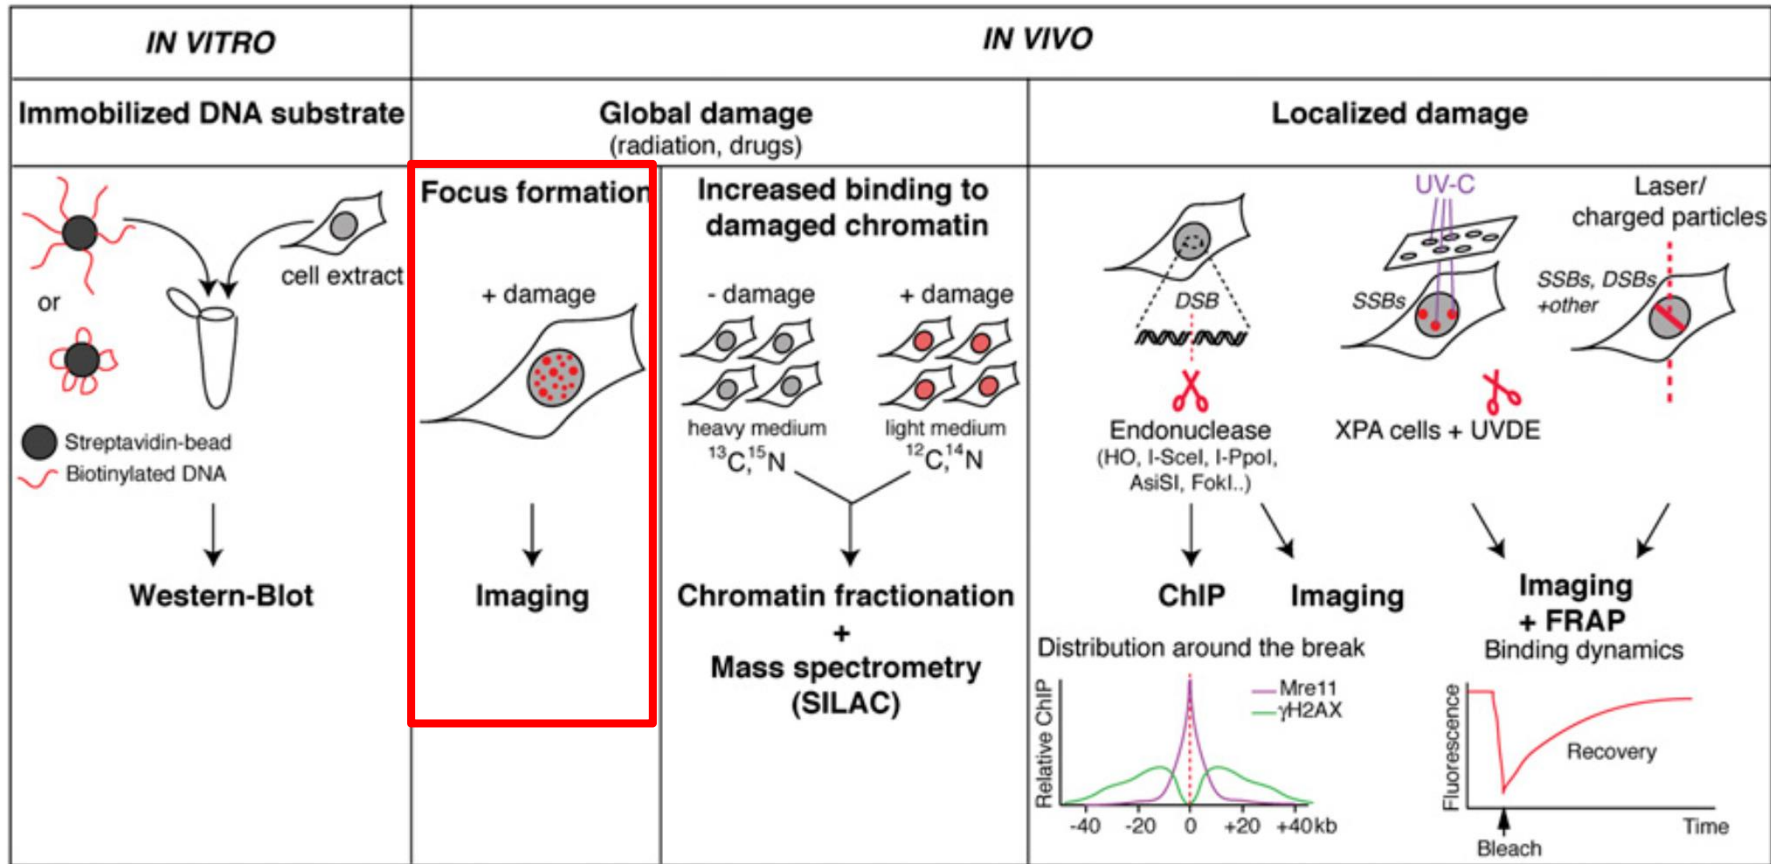 IN VITRO
IN VIVO
Immobilized DNA substrate
Global damage
(radiation, drugs)
Localized damage
cell extract
or
Streptavidin-bead
Biotinylated DNA
Western-Blot
Focus formation
+ damage
Imaging
Increased binding to
damaged chromatin
- damage
+ damage
heavy medium
¹³C,¹⁵N
light medium
¹²C,¹⁴N
Chromatin fractionation
+
Mass spectrometry
(SILAC)
DSB
Endonuclease
(HO, I-SceI, I-PpoI,
AsiSI, FokI..)
UV-C
SSBs
XPA cells + UVDE
Laser/
charged particles
SSBs, DSBs
+other
ChIP
Imaging
Distribution around the break
Relative ChIP
Mre11
γH2AX
-40
-20
0
+20
+40kb
Imaging
+ FRAP
Binding dynamics
Fluorescence
Recovery
Time
Bleach